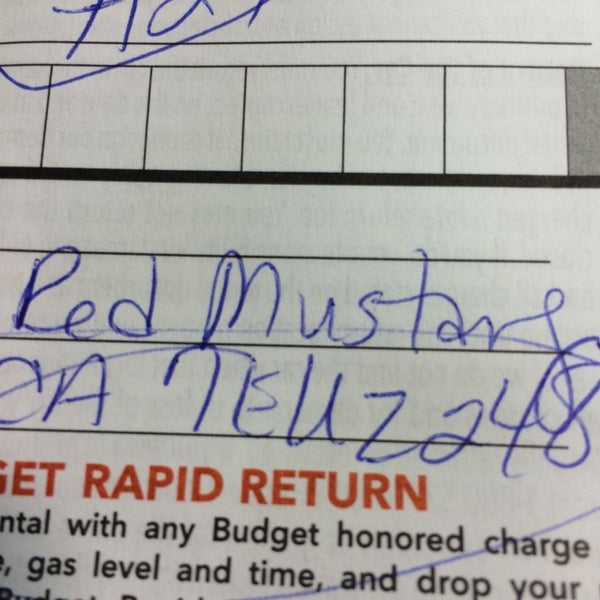 Red Mustang
CA 7EUZ248
GET RAPID RETURN
ntal with any Budget honored charge
e, gas level and time, and drop your